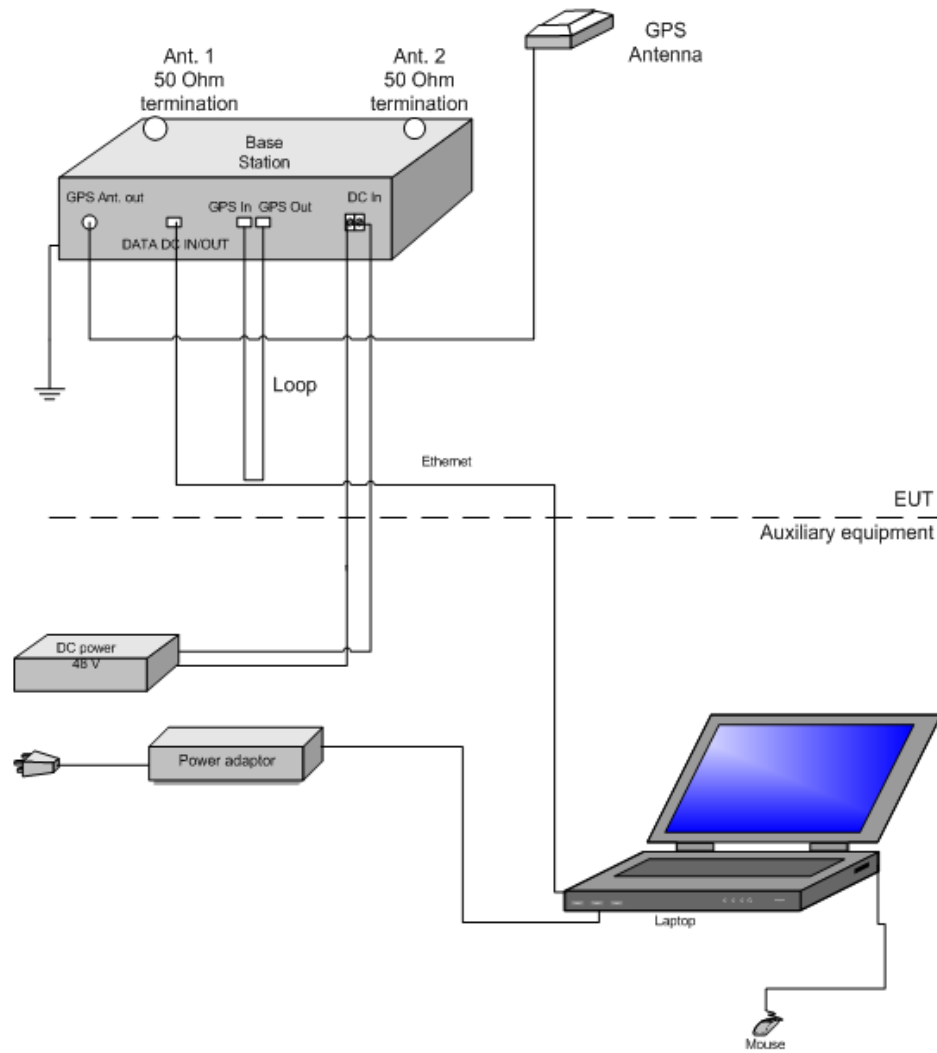 GPS
Antenna
Ant. 1
50 Ohm
termination
Ant. 2
50 Ohm
termination
Base
Station
GPS Ant. out
GPS In
GPS Out
DC In
DATA DC IN/OUT
Loop
Ethernet
EUT
Auxiliary equipment
DC power
48 V
Power adaptor
Laptop
Mouse